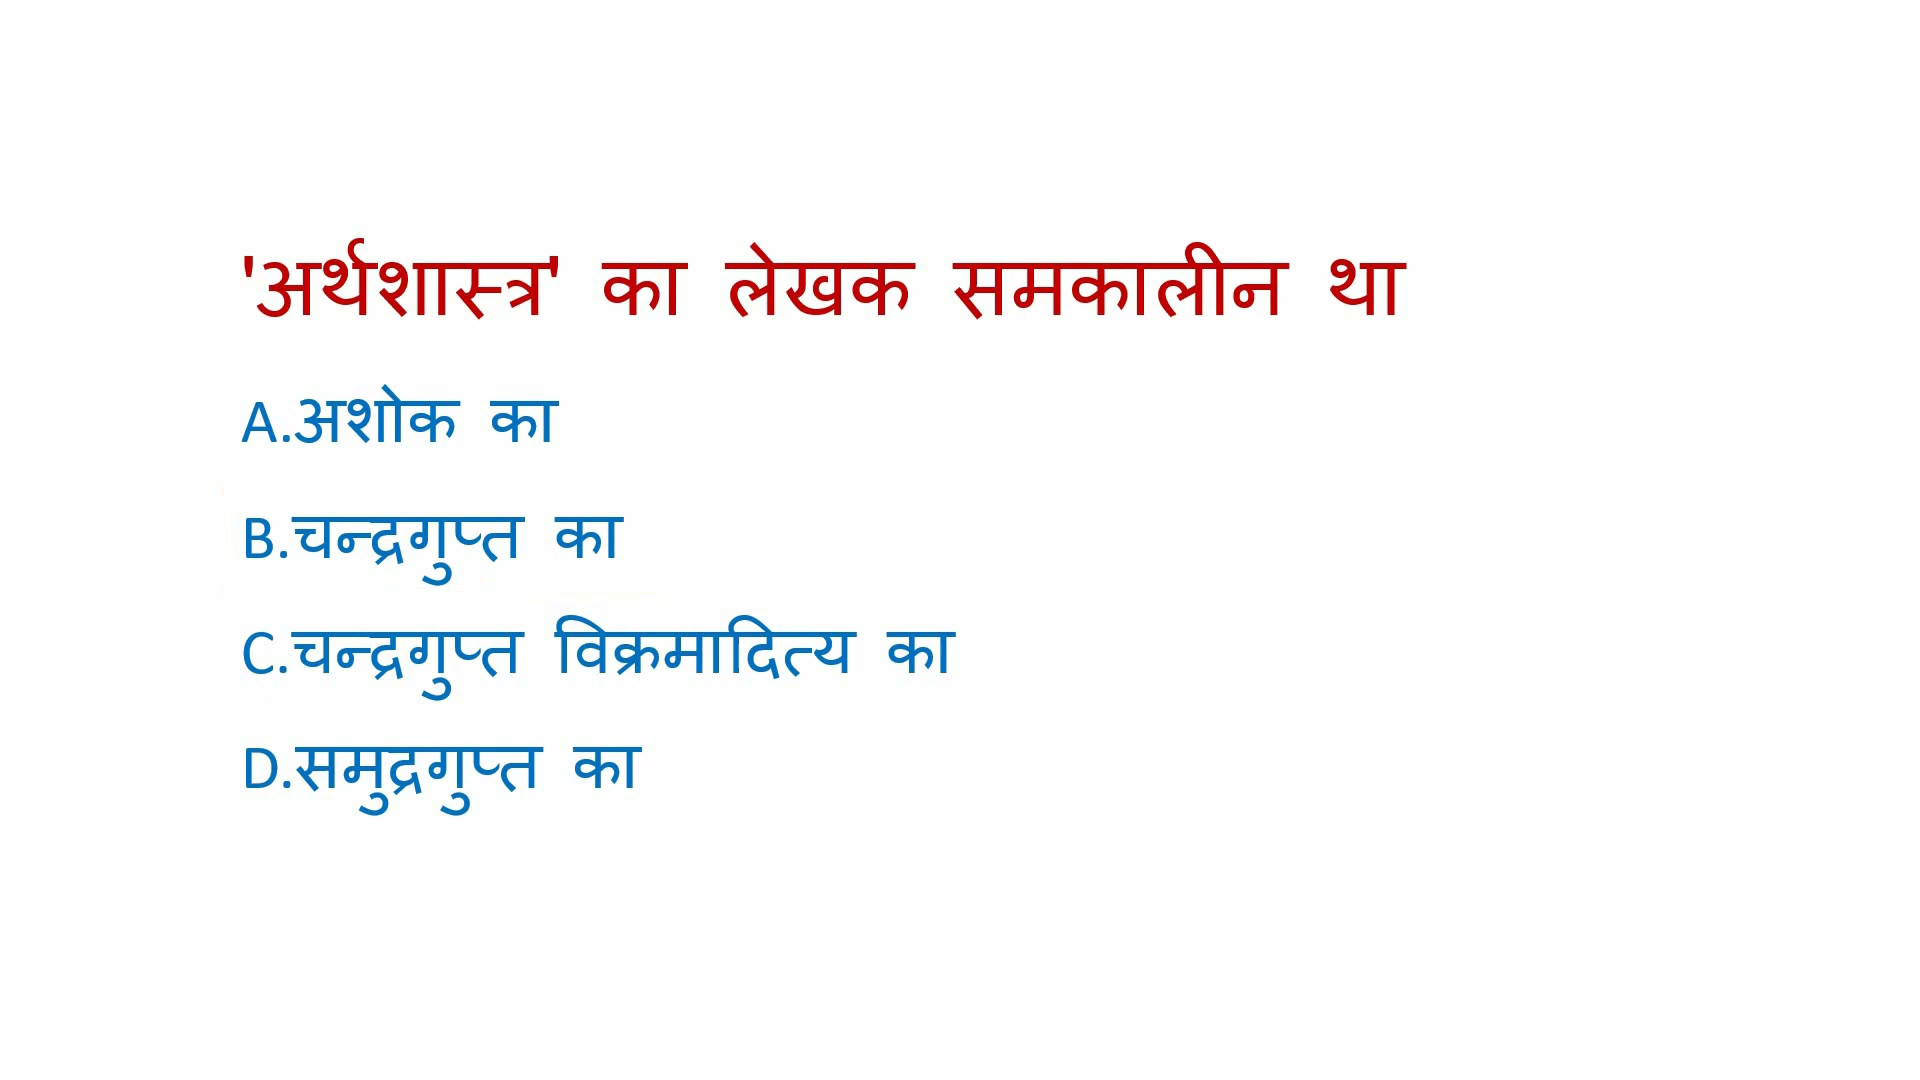 'अर्थशास्त्र' का लेखक समकालीन था
A.अशोक का
B.चन्द्रगुप्त का
C.चन्द्रगुप्त विक्रमादित्य का
D.समुद्रगुप्त का